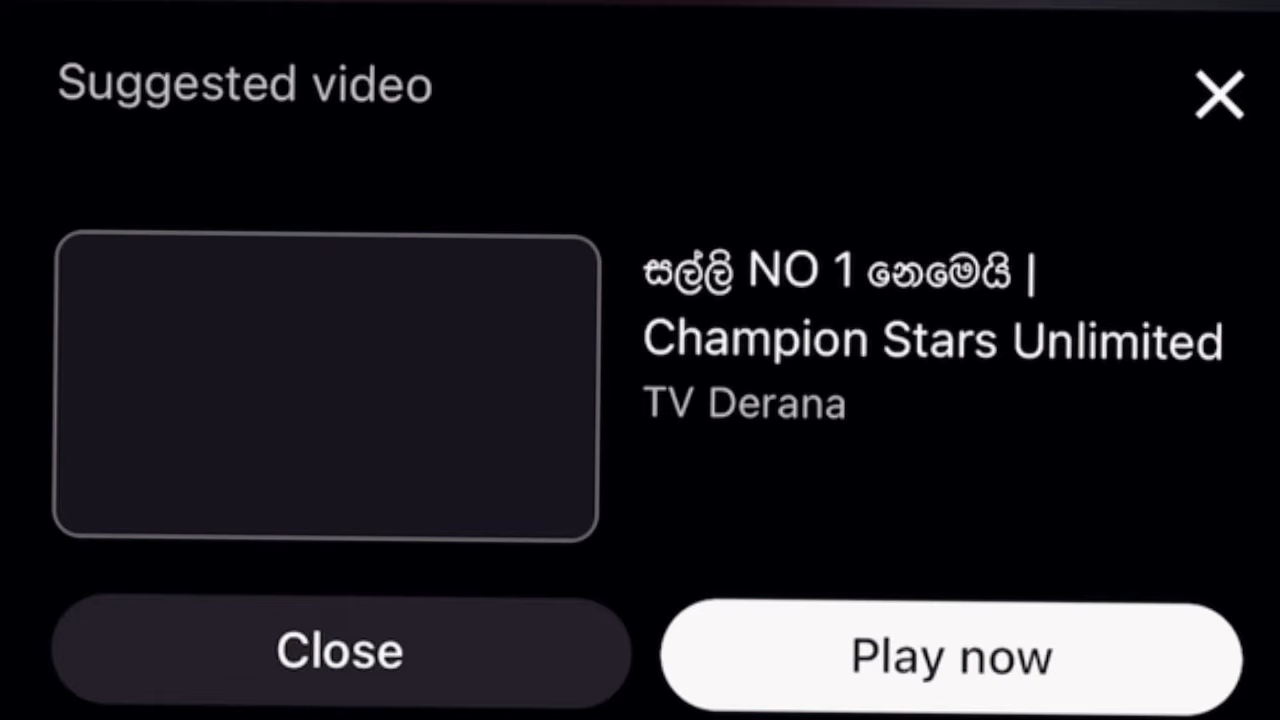 Suggested video
සල්ලි NO 1 නෙමෙයි |
Champion Stars Unlimited
TV Derana
Close
Play now